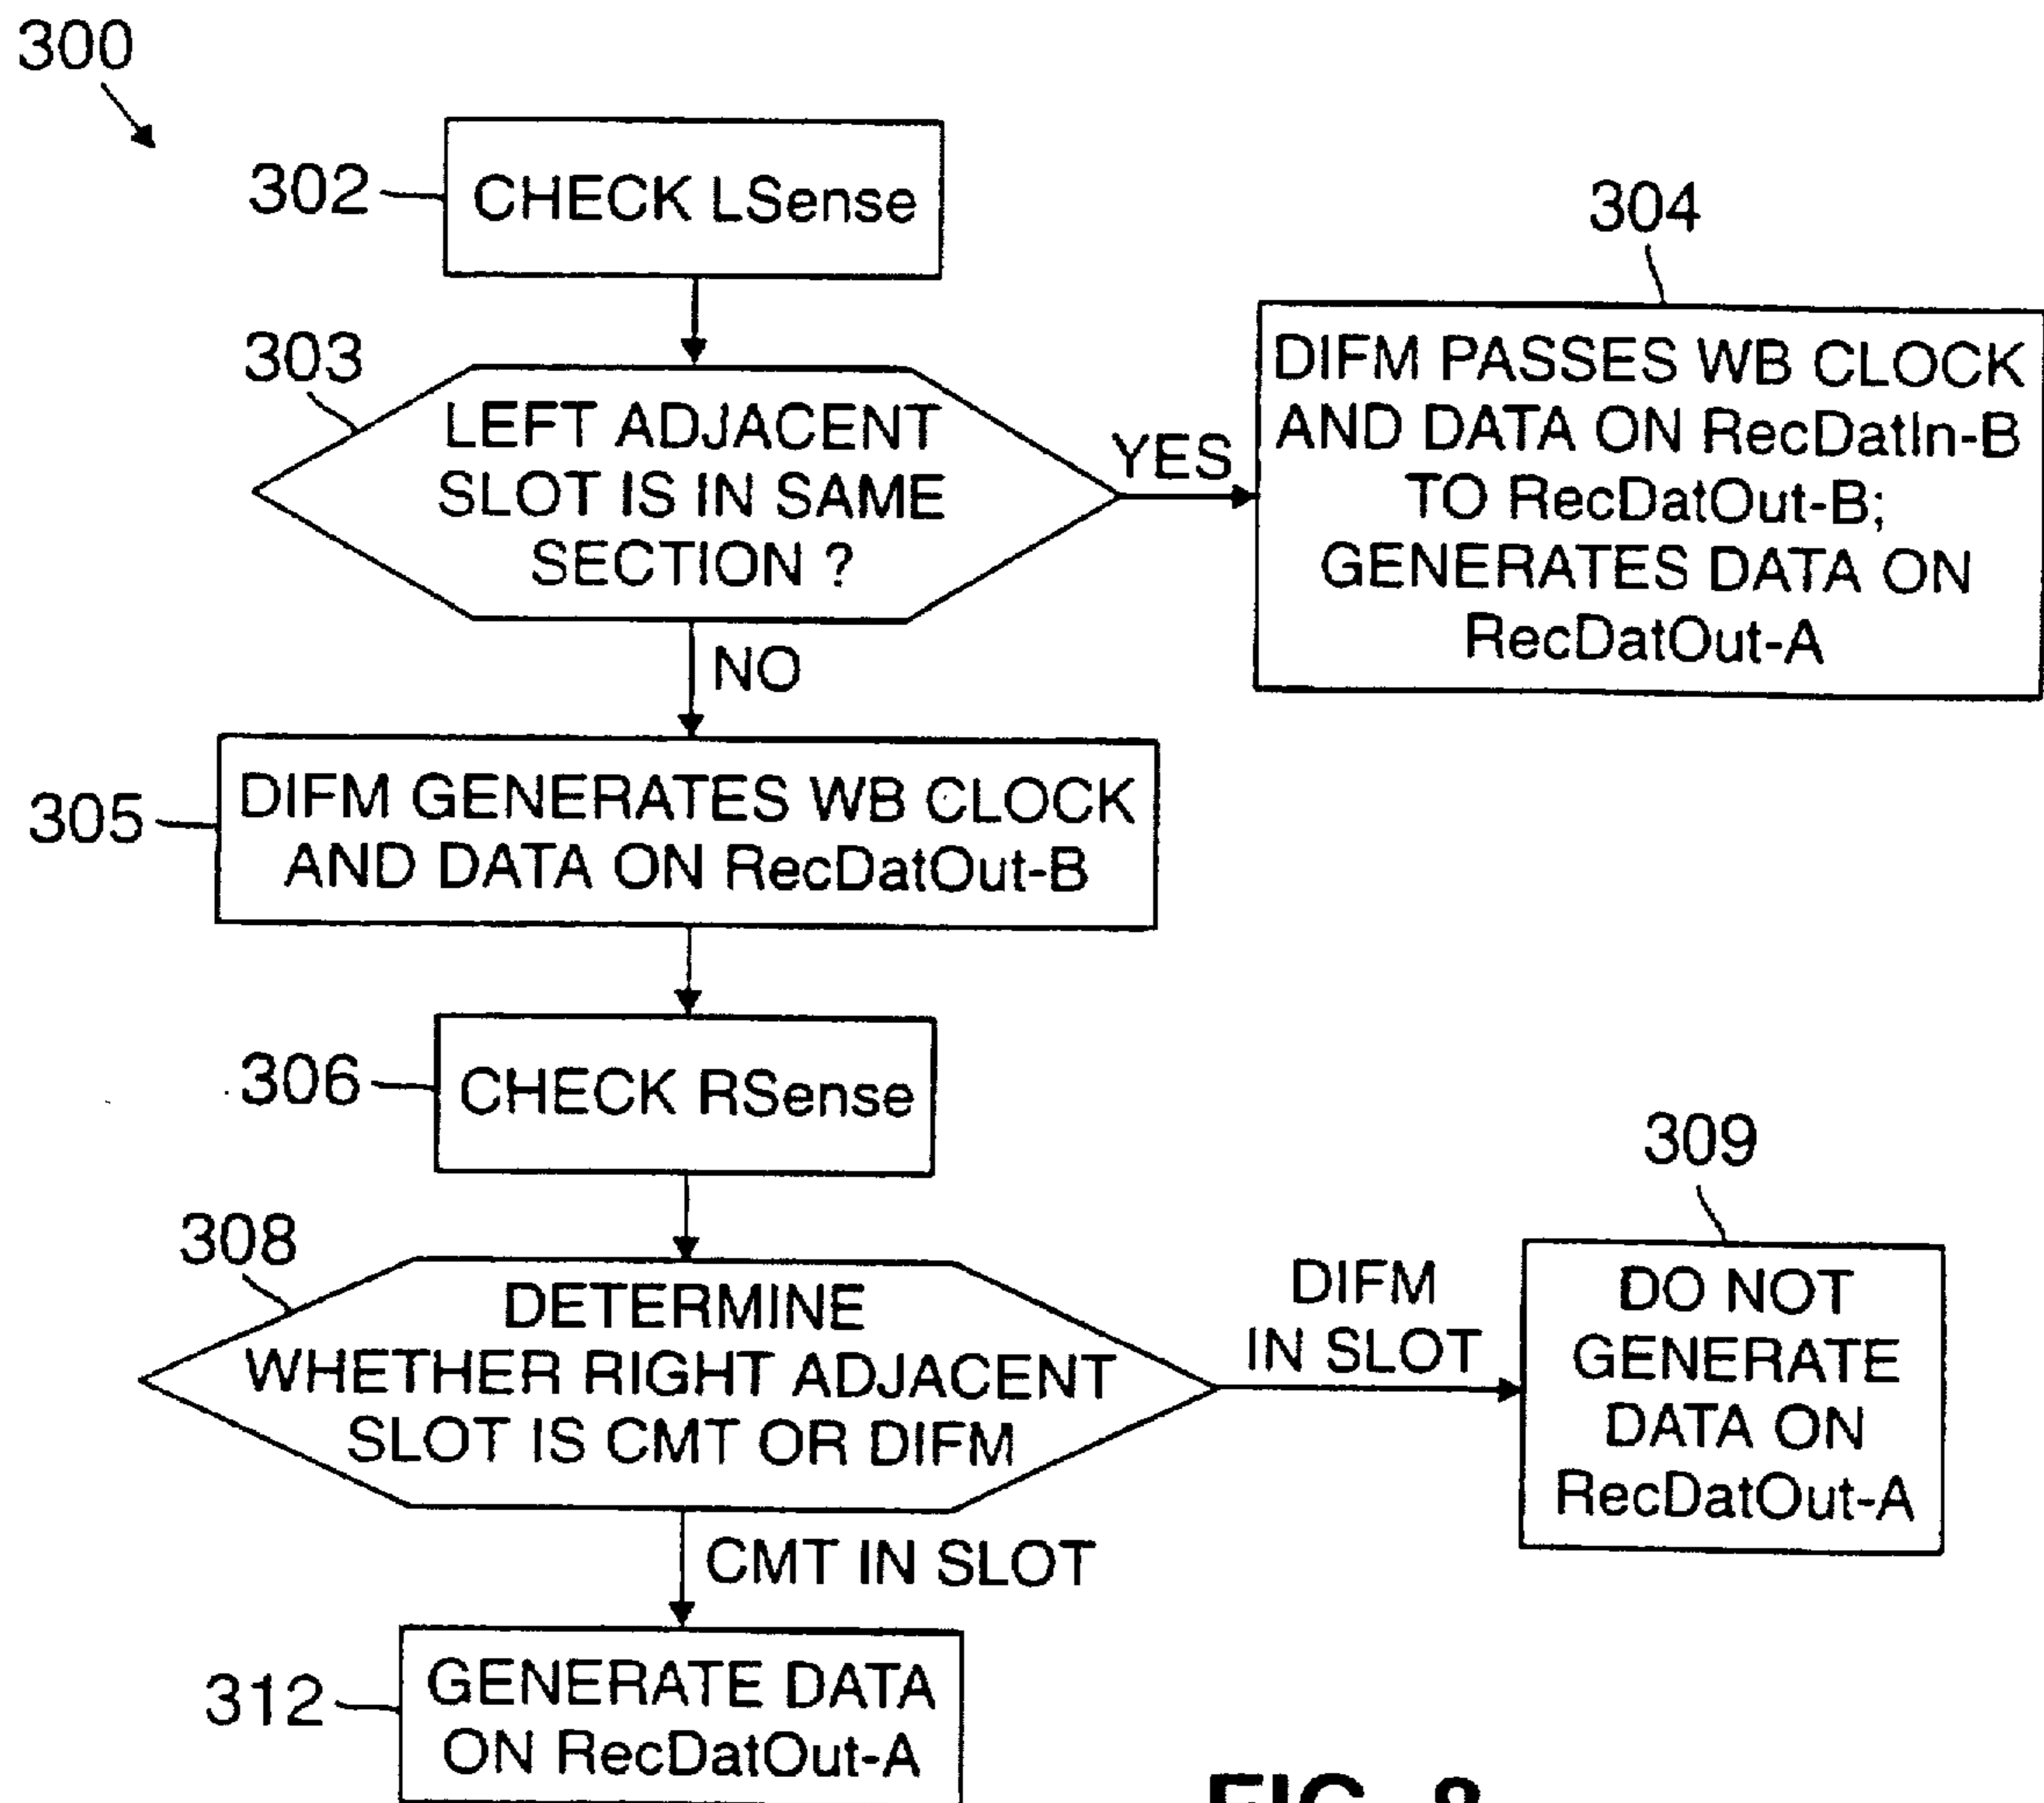 300
302
CHECK LSense
304
303
LEFT ADJACENT
SLOT IS IN SAME
SECTION ?
YES
DIFM PASSES WB CLOCK
AND DATA ON RecDatIn-B
TO RecDatOut-B;
GENERATES DATA ON
RecDatOut-A
NO
305
DIFM GENERATES WB CLOCK
AND DATA ON RecDatOut-B
306
CHECK RSense
309
308
DETERMINE
WHETHER RIGHT ADJACENT
SLOT IS CMT OR DIFM
DIFM
IN SLOT
DO NOT
GENERATE
DATA ON
RecDatOut-A
CMT IN SLOT
312
GENERATE DATA
ON RecDatOut-A